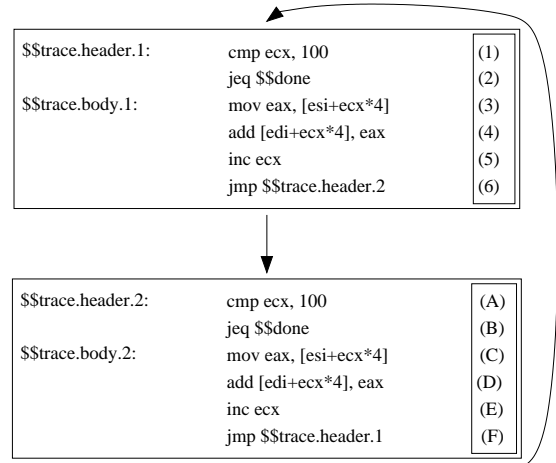 $$trace.header.1: cmp ecx, 100 (1)
jeq $$done (2)
$$trace.body.1: mov eax, [esi+ecx*4] (3)
add [edi+ecx*4], eax (4)
inc ecx (5)
jmp $$trace.header.2 (6)
$$trace.header.2: cmp ecx, 100 (A)
jeq $$done (B)
$$trace.body.2: mov eax, [esi+ecx*4] (C)
add [edi+ecx*4], eax (D)
inc ecx (E)
jmp $$trace.header.1 (F)